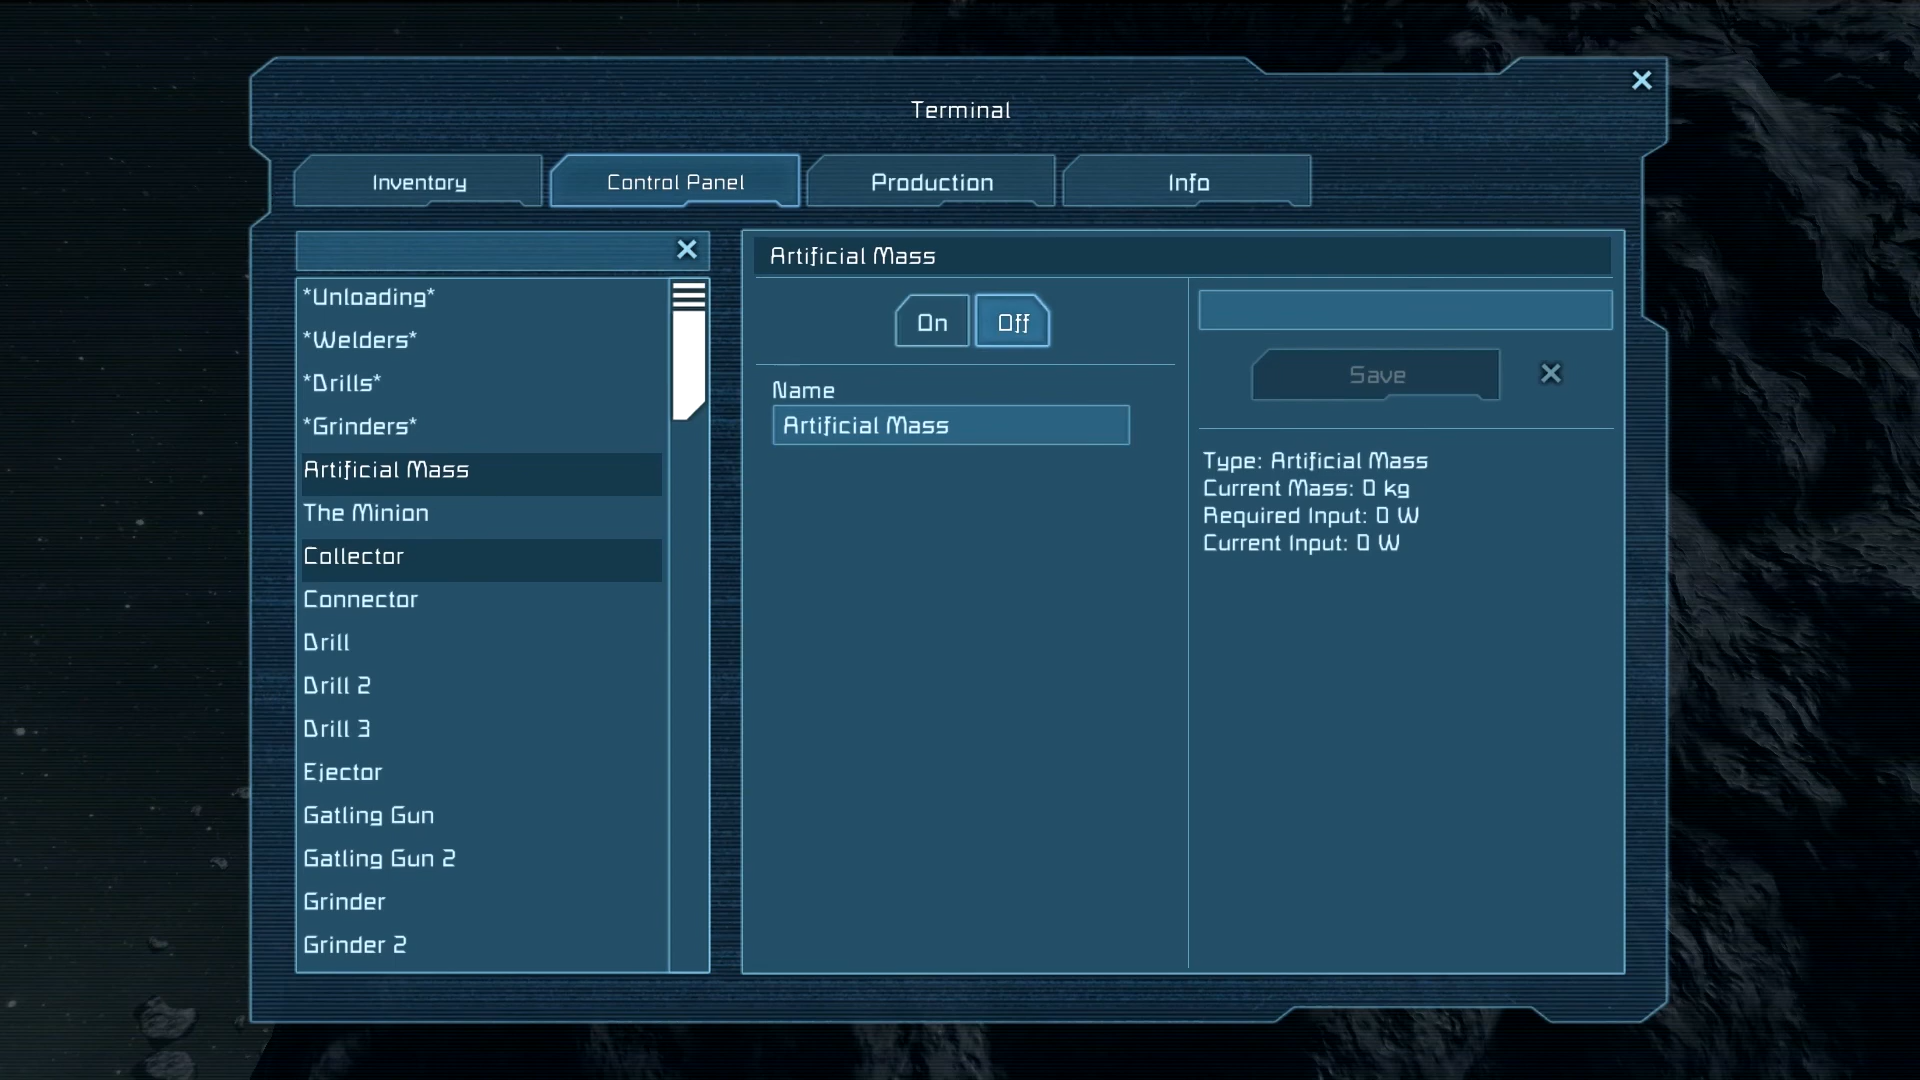 Terminal
Inventory
Control Panel
Production
Info
*Unloading*
*Welders*
*Drills*
*Grinders*
Artificial Mass
The Minion
Collector
Connector
Drill
Drill 2
Drill 3
Ejector
Gatling Gun
Gatling Gun 2
Grinder
Grinder 2
Artificial Mass
On
Off
Name
Artificial Mass
Save
Type: Artificial Mass
Current Mass: 0 kg
Required Input: 0 W
Current Input: 0 W